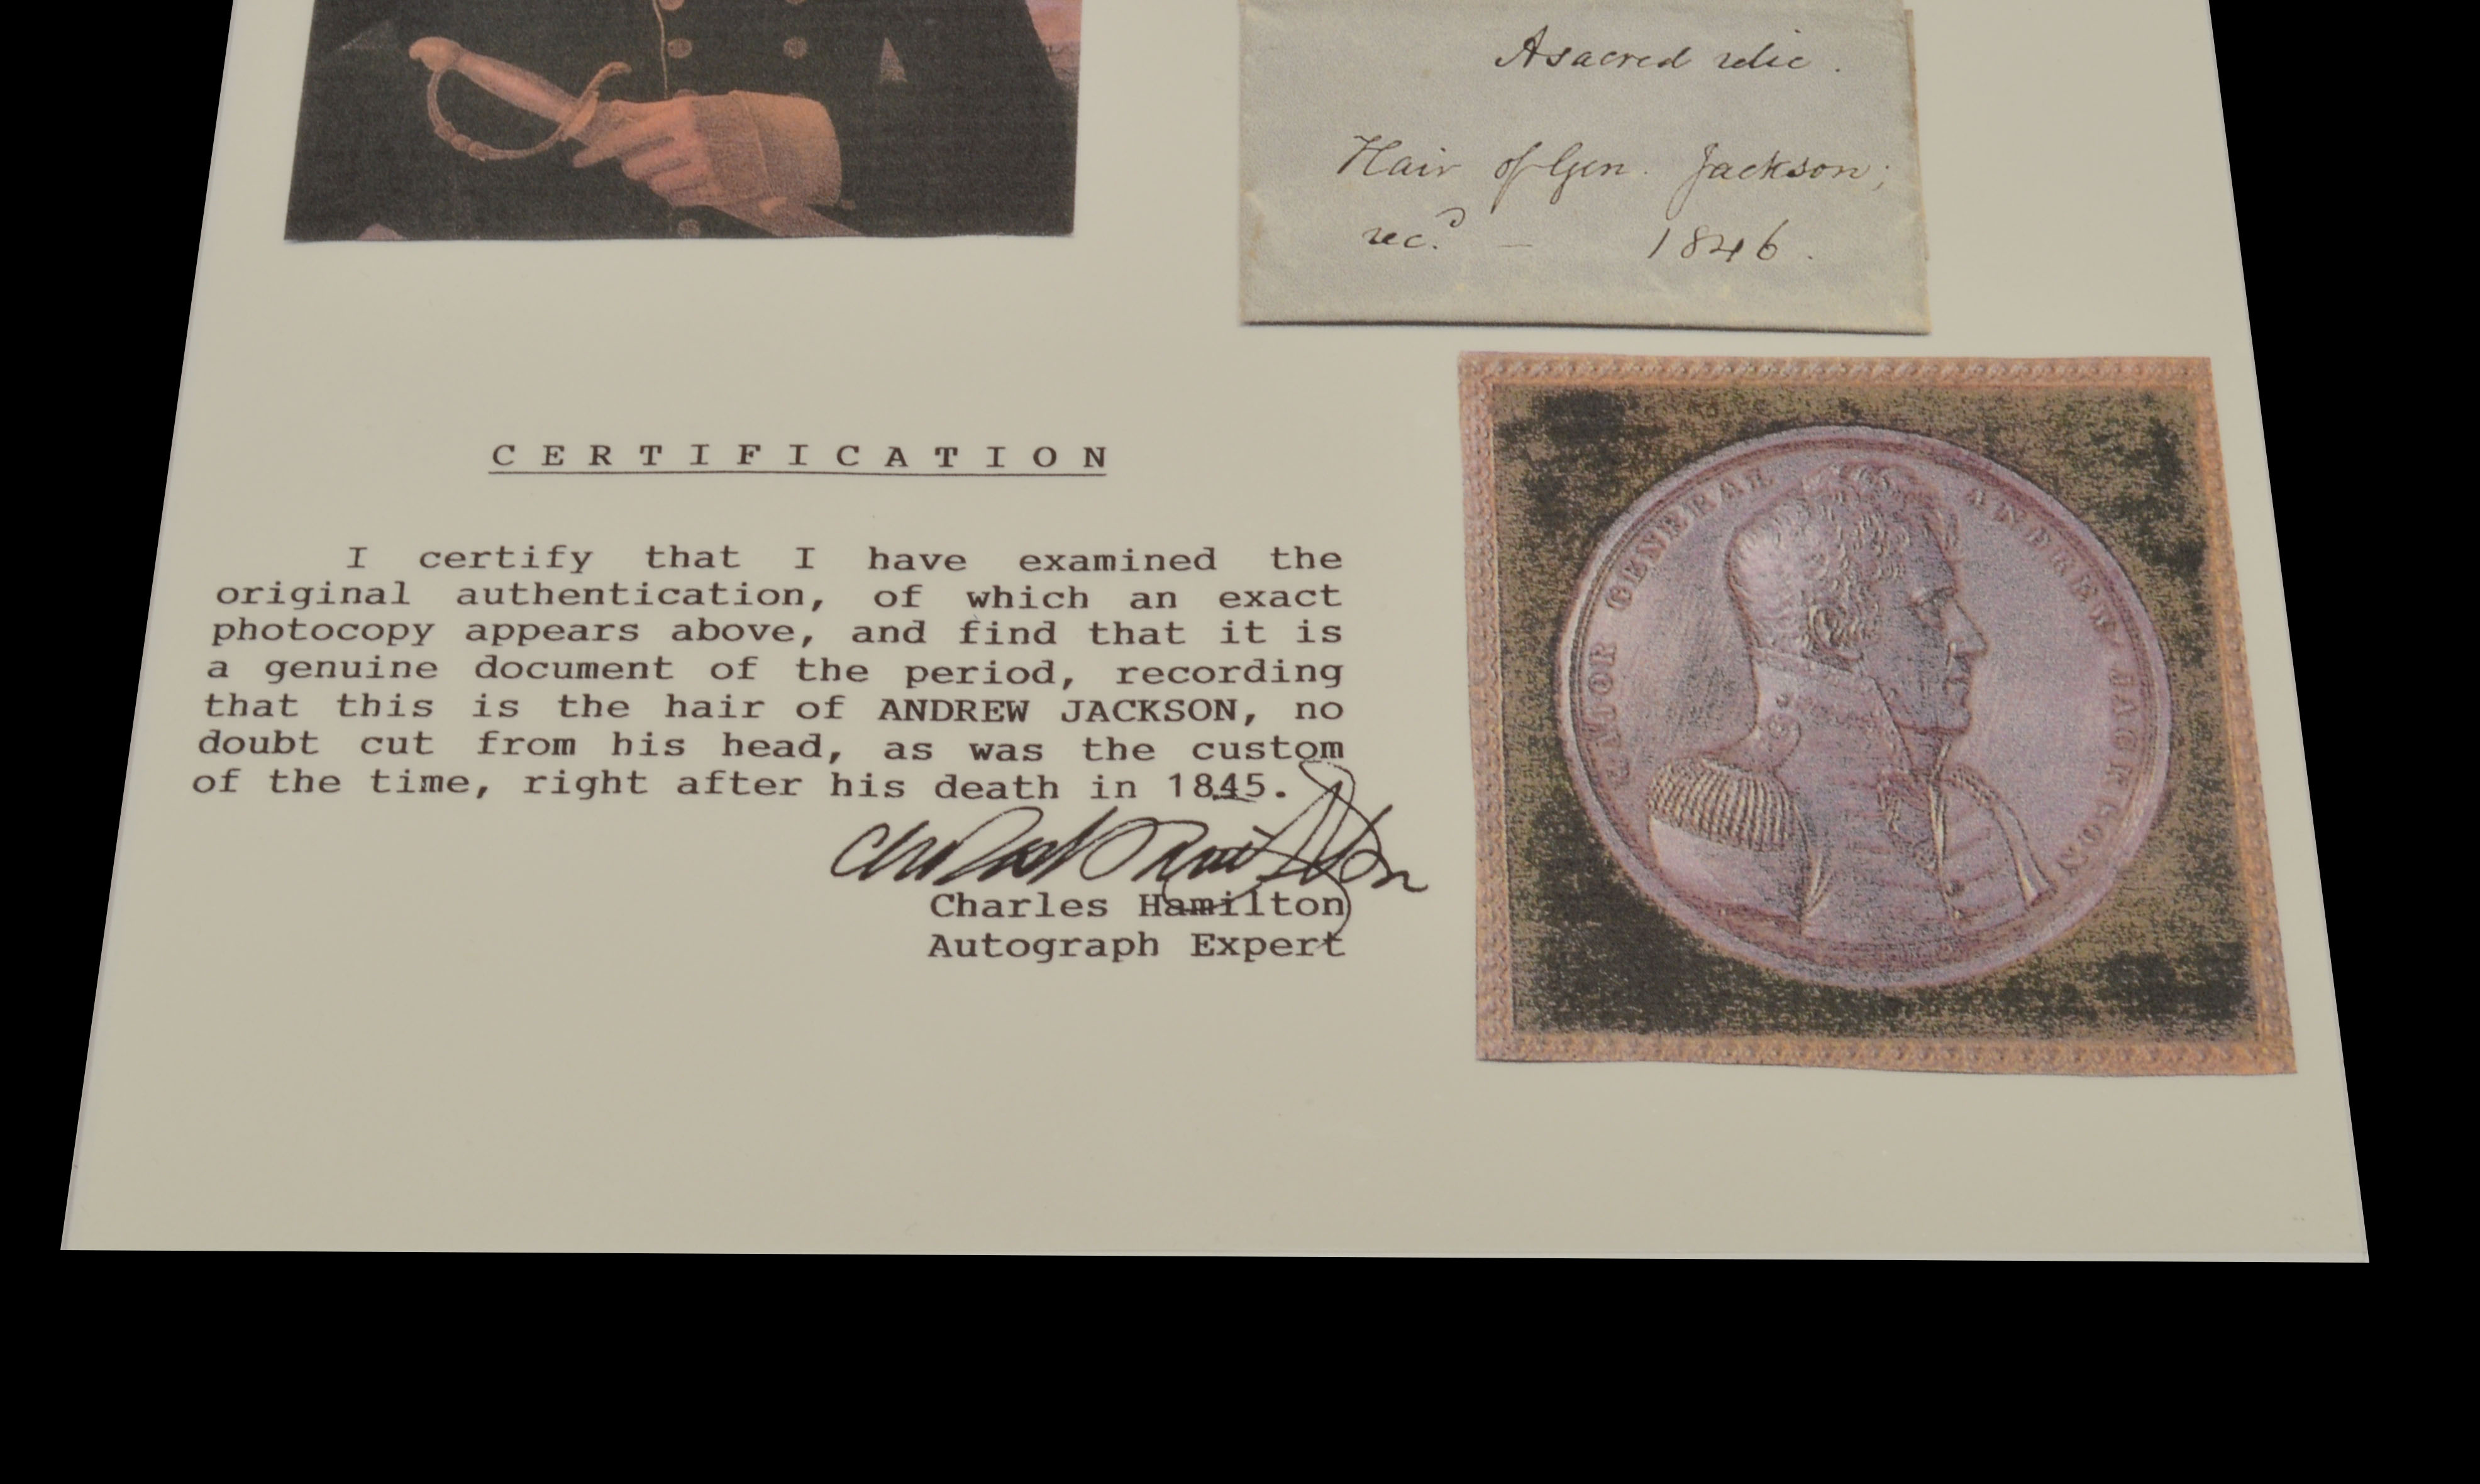 A sacred relic.
Hair of Gen. Jackson;
rec.d — 1846.
CERTIFICATION
I certify that I have examined the
original authentication, of which an exact
photocopy appears above, and find that it is
a genuine document of the period, recording
that this is the hair of ANDREW JACKSON, no
doubt cut from his head, as was the custom
of the time, right after his death in 1845.
Charles Hamilton
Charles Hamilton
Autograph Expert
MAJOR GENERAL ANDREW JACKSON